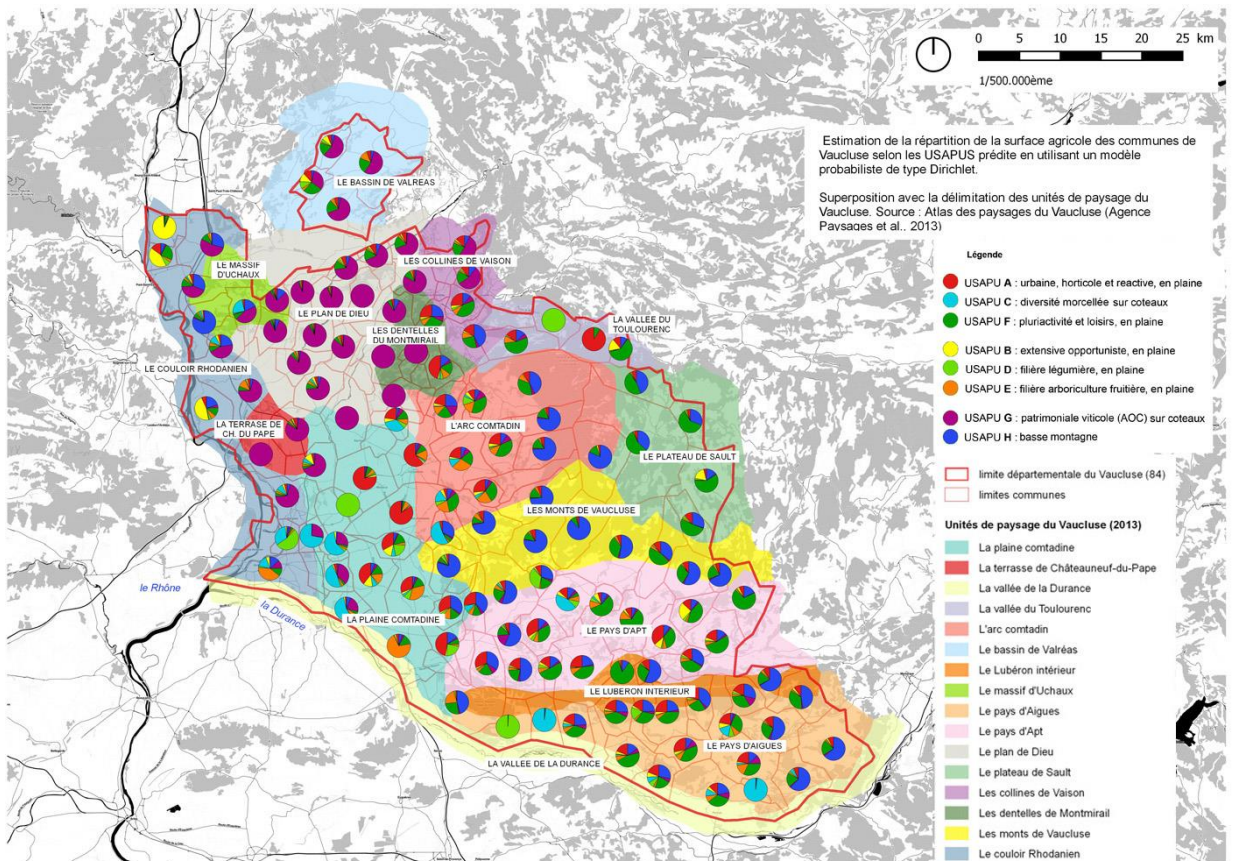 0 5 10 15 20 25 km
1/500.000ème
Estimation de la répartition de la surface agricole des communes de
Vaucluse selon les USAPUS prédite en utilisant un modèle
probabiliste de type Dirichlet.
Superposition avec la délimitation des unités de paysage du
Vaucluse. Source : Atlas des paysages du Vaucluse (Agence
Paysages et al., 2013)
Légende
USAPU A : urbaine, horticole et reactive, en plaine
USAPU C : diversité morcellée sur coteaux
USAPU F : pluriactivité et loisirs, en plaine
USAPU B : extensive opportuniste, en plaine
USAPU D : filière légumière, en plaine
USAPU E : filière arboriculture fruitière, en plaine
USAPU G : patrimoniale viticole (AOC) sur coteaux
USAPU H : basse montagne
limite départementale du Vaucluse (84)
limites communes
Unités de paysage du Vaucluse (2013)
La plaine comtadine
La terrasse de Châteauneuf-du-Pape
La vallée de la Durance
La vallée du Toulourenc
L'arc comtadin
Le bassin de Valréas
Le Lubéron intérieur
Le massif d'Uchaux
Le pays d'Aigues
Le pays d'Apt
Le plan de Dieu
Le plateau de Sault
Les collines de Vaison
Les dentelles de Montmirail
Les monts de Vaucluse
Le couloir Rhodanien
LE BASSIN DE VALREAS
LE MASSIF
D'UCHAUX
LES COLLINES DE VAISON
LE PLAN DE DIEU
LES DENTELLES
DU MONTMIRAIL
LA VALLÉE DU
TOULOURENC
LE COULOIR RHODANIEN
LA TERRASSE DE
CH. DU PAPE
L'ARC COMTADIN
LE PLATEAU DE SAULT
LES MONTS DE VAUCLUSE
le Rhône
la Durance
LA PLAINE COMTADINE
LE PAYS D'APT
LE LUBERON INTERIEUR
LE PAYS D'AIGUES
LA VALLEE DE LA DURANCE